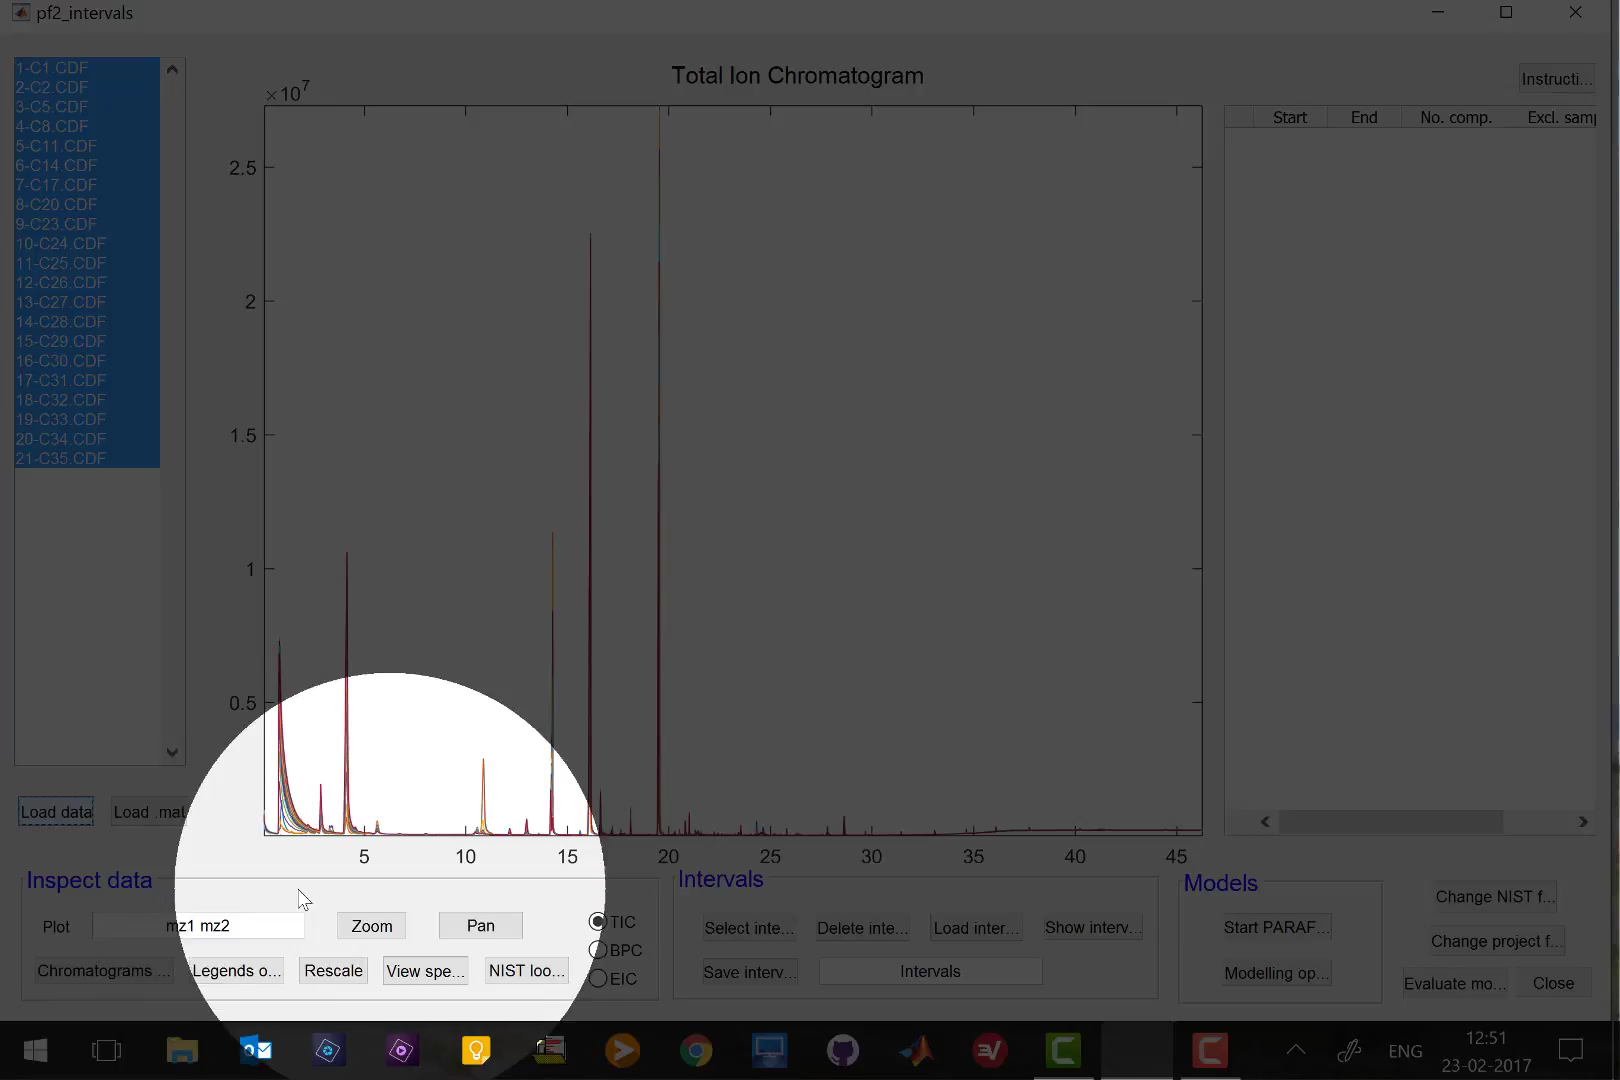 pf2_intervals
1-C1.CDF
2-C2.CDF
3-C5.CDF
4-C8.CDF
5-C11.CDF
6-C14.CDF
7-C17.CDF
8-C20.CDF
9-C23.CDF
10-C24.CDF
11-C25.CDF
12-C26.CDF
13-C27.CDF
14-C28.CDF
15-C29.CDF
16-C30.CDF
17-C31.CDF
18-C32.CDF
19-C33.CDF
20-C34.CDF
21-C35.CDF
Total Ion Chromatogram
×10⁷
2.5
2
1.5
1
0.5
5 10 15 20 25 30 35 40 45
Instructi...
Start End No. comp. Excl. samp
Load data Load .mat
Inspect data
Plot mz1 mz2 Zoom Pan
Chromatograms ... Legends o... Rescale View spe... NIST loo...
TIC
BPC
EIC
Intervals
Select inte... Delete inte... Load inter... Show interv...
Save interv... Intervals
Models
Start PARAF...
Modelling op...
Change NIST f...
Change project f...
Evaluate mo... Close
ENG
12:51
23-02-2017